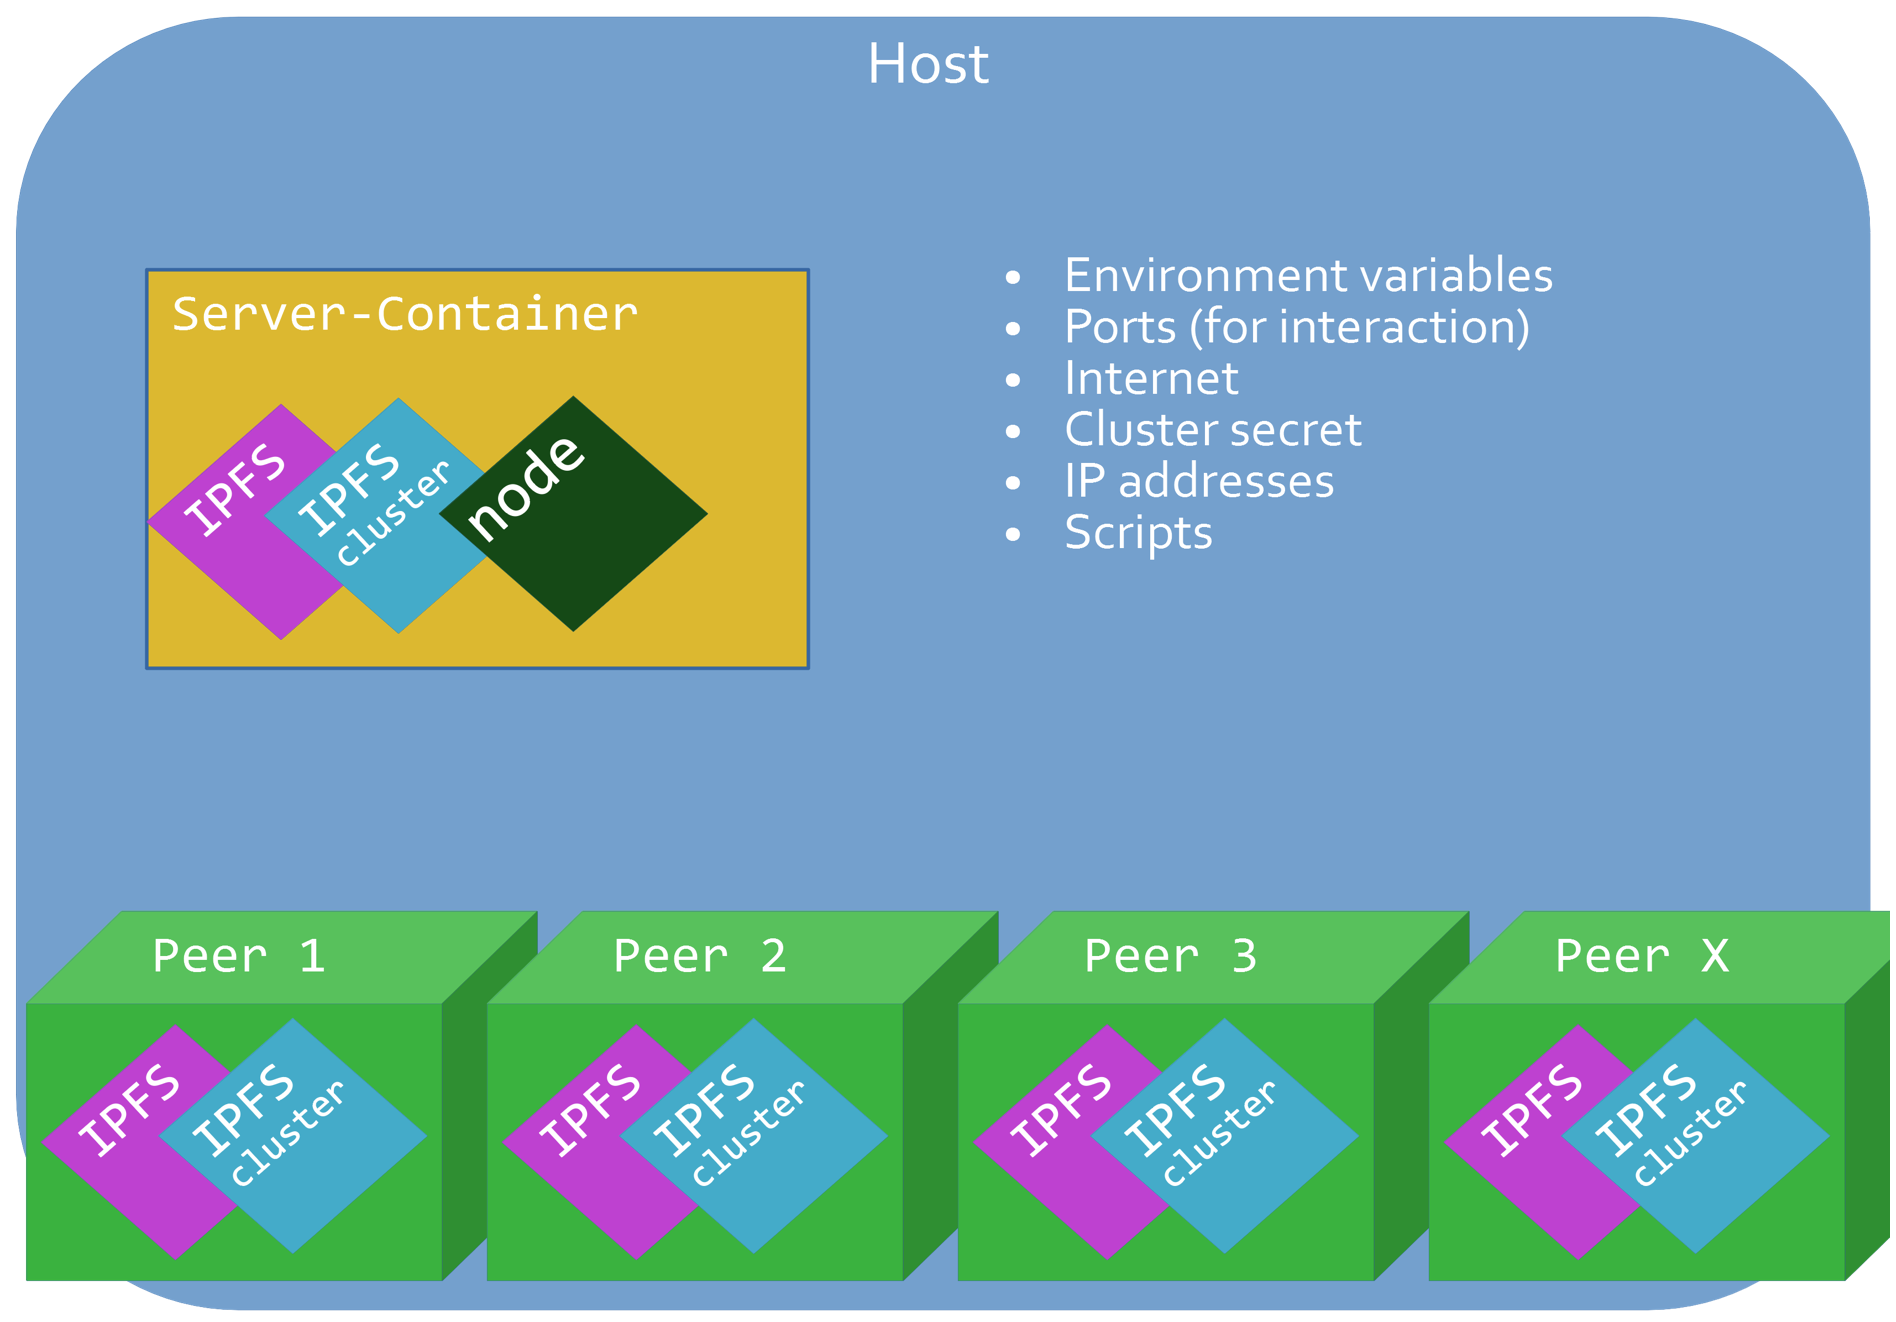 Host
Server-Container
IPFS
IPFS
cluster
node
• Environment variables
• Ports (for interaction)
• Internet
• Cluster secret
• IP addresses
• Scripts
Peer 1
IPFS
IPFS
cluster
Peer 2
IPFS
IPFS
cluster
Peer 3
IPFS
IPFS
cluster
Peer X
IPFS
IPFS
cluster